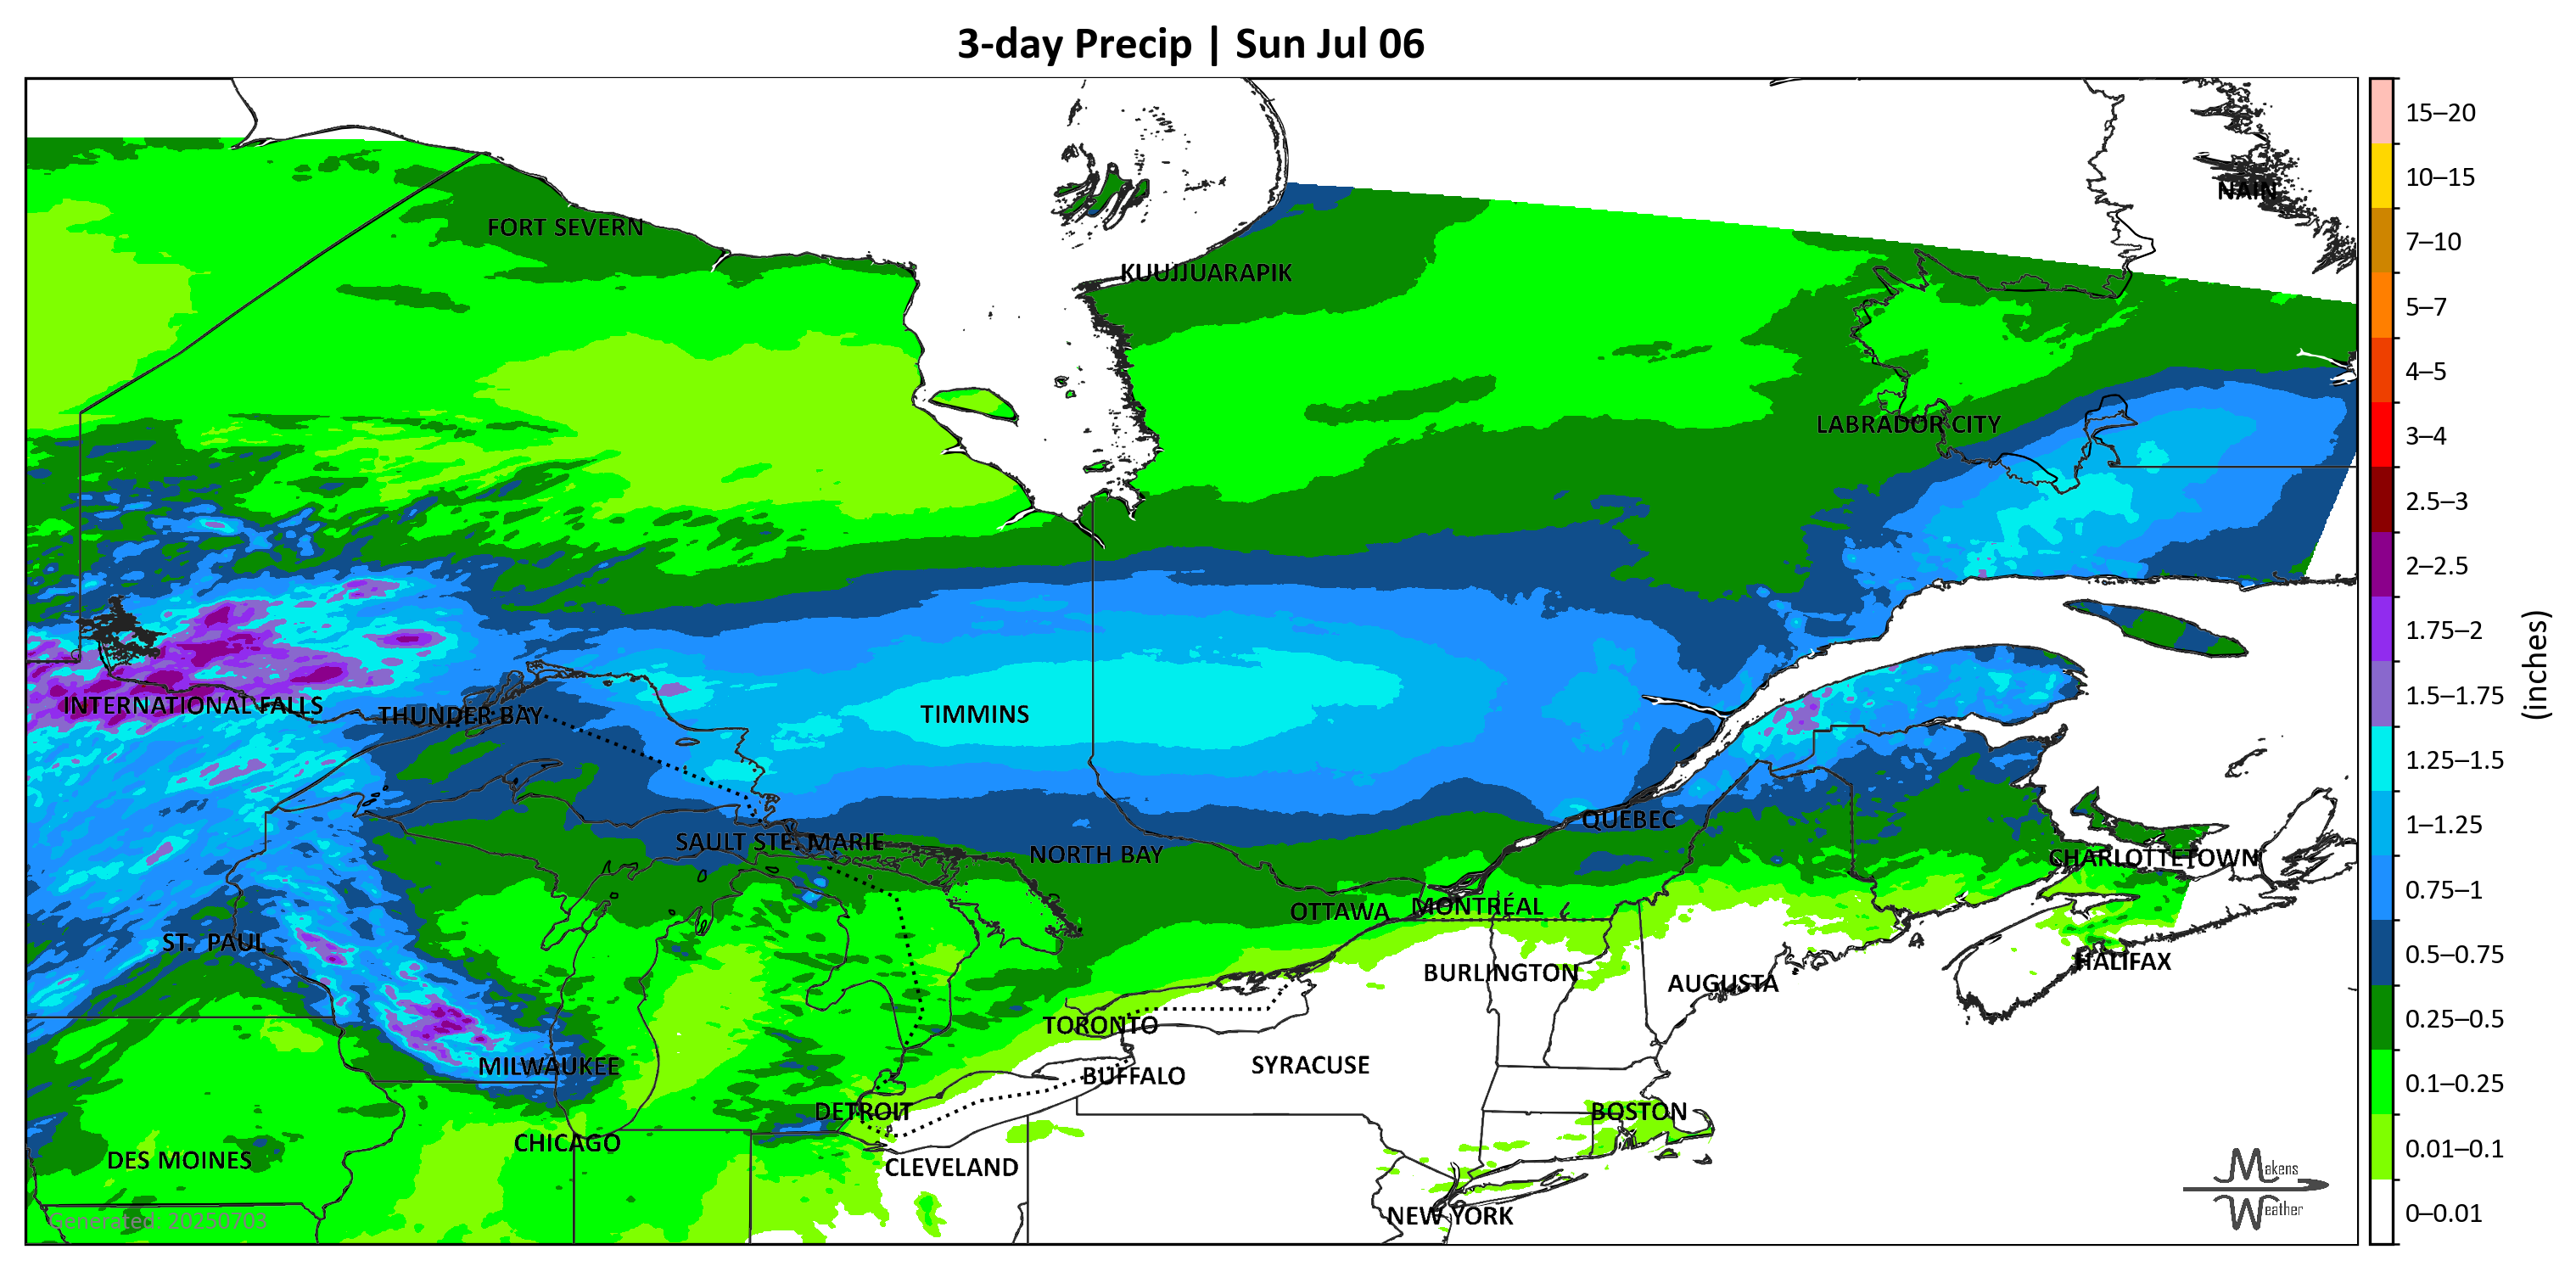 3-day Precip | Sun Jul 06
15–20
10–15
NAIN
FORT SEVERN
7–10
KUUJJUARAPIK
5–7
4–5
LABRADOR CITY
3–4
2.5–3
2–2.5
1.75–2
(inches)
1.5–1.75
INTERNATIONAL FALLS
THUNDER BAY
TIMMINS
1.25–1.5
QUÉBEC
1–1.25
SAULT STE. MARIE
NORTH BAY
CHARLOTTETOWN
0.75–1
OTTAWA
MONTRÉAL
ST. PAUL
0.5–0.75
HALIFAX
BURLINGTON
AUGUSTA
0.25–0.5
TORONTO
MILWAUKEE
SYRACUSE
BUFFALO
0.1–0.25
DETROIT
BOSTON
CHICAGO
0.01–0.1
DES MOINES
CLEVELAND
Makens
Weather
NEW YORK
0–0.01
Generated: 20250703